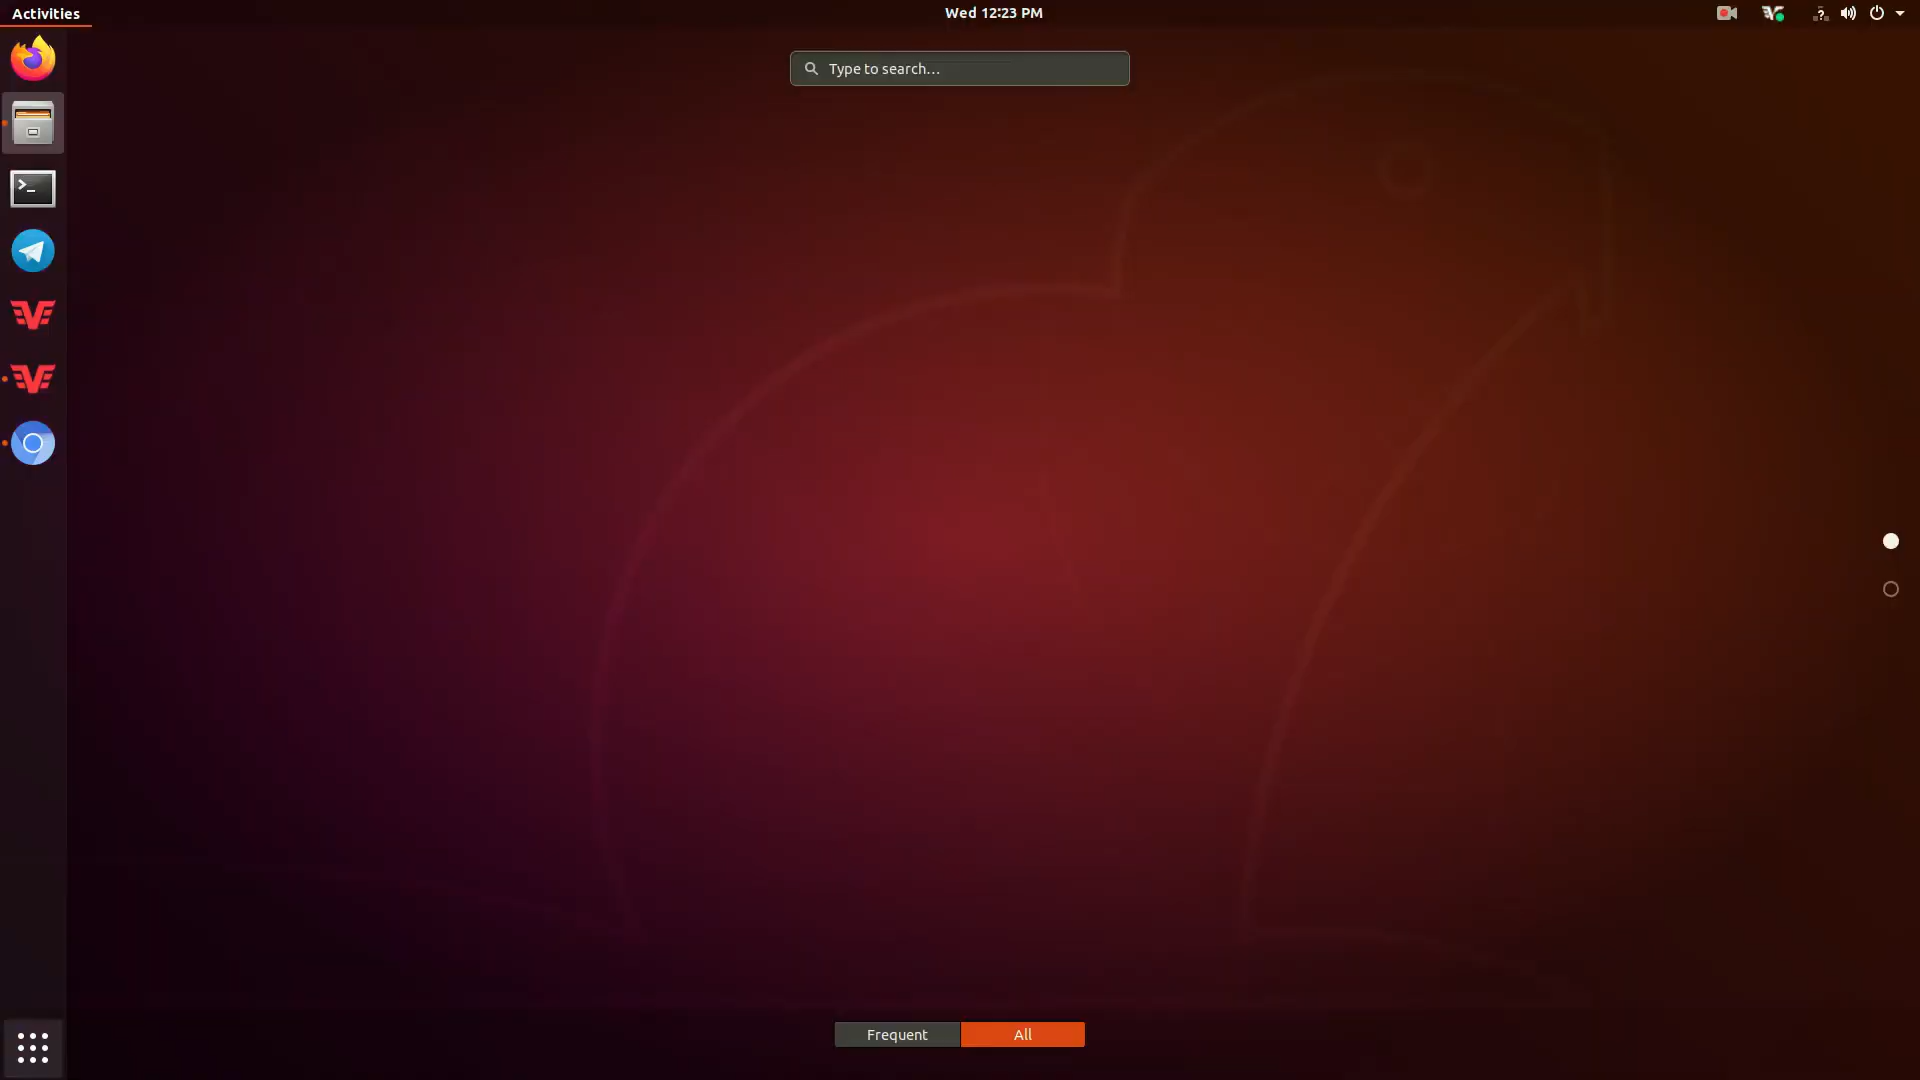 Activities
Wed 12:23 PM
Type to search...
Frequent
All